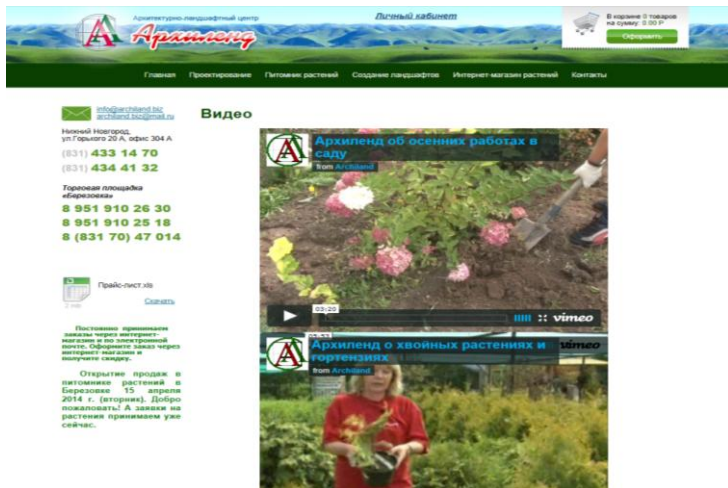 Архитектурно-ландшафтный центр
Архиленд
Личный кабинет
В корзине 0 товаров
на сумму: 0.00 Р
Оформить
Главная Проектирование Питомник растений Создание ландшафтов Интернет-магазин растений Контакты
info@archiland.biz
archiland.biz@mail.ru
Нижний Новгород,
ул.Горького 20 А, офис 304 А
(831) 433 14 70
(831) 434 41 32
Торговая площадка
«Березовка»
8 951 910 26 30
8 951 910 25 18
8 (831 70) 47 014
Прайс-лист.xls
Скачать
Постоянно принимаем
заказы через интернет-
магазин и по электронной
почте. Оформите заказ через
интернет-магазин и
получите скидку.
Открытие продаж в
питомнике растений в
Березовке 15 апреля
2014 г. (вторник). Добро
пожаловать! А заявки на
растения принимаем уже
сейчас.
Видео
Архиленд об осенних работах в
саду
from Archiland
03:20
vimeo
Архиленд о хвойных растениях и
гортензиях
from Archiland
vimeo